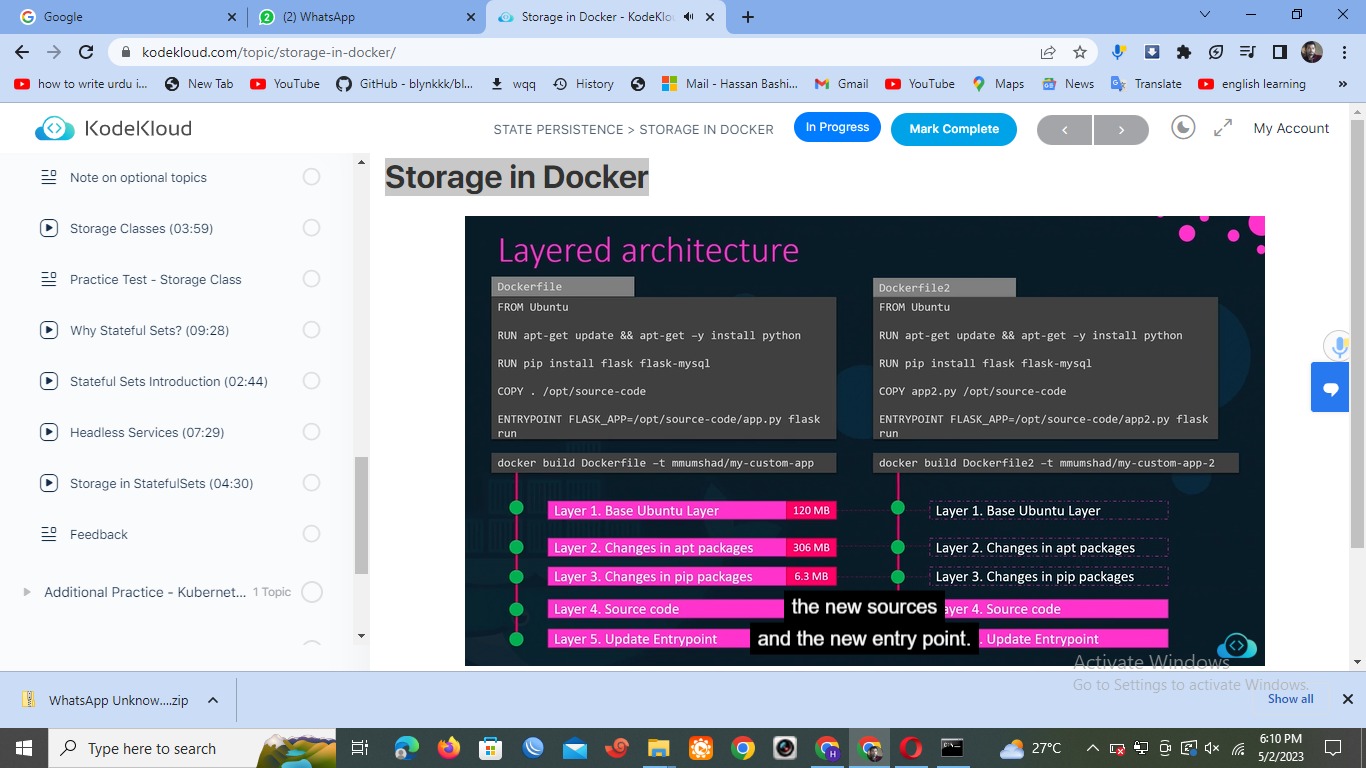 Google
(2) WhatsApp
Storage in Docker - KodeKlo
kodekloud.com/topic/storage-in-docker/
how to write urdu i...
New Tab
YouTube
GitHub - blynkkk/bl...
wqq
History
Mail - Hassan Bashi...
Gmail
YouTube
Maps
News
Translate
english learning
»
KodeKloud
STATE PERSISTENCE > STORAGE IN DOCKER
In Progress
Mark Complete
My Account
Note on optional topics
Storage Classes (03:59)
Practice Test - Storage Class
Why Stateful Sets? (09:28)
Stateful Sets Introduction (02:44)
Headless Services (07:29)
Storage in StatefulSets (04:30)
Feedback
Additional Practice - Kubernet... 1 Topic
Storage in Docker
Layered architecture
Dockerfile
FROM Ubuntu
RUN apt-get update && apt-get –y install python
RUN pip install flask flask-mysql
COPY . /opt/source-code
ENTRYPOINT FLASK_APP=/opt/source-code/app.py flask
run
docker build Dockerfile –t mmumshad/my-custom-app
Dockerfile2
FROM Ubuntu
RUN apt-get update && apt-get –y install python
RUN pip install flask flask-mysql
COPY app2.py /opt/source-code
ENTRYPOINT FLASK_APP=/opt/source-code/app2.py flask
run
docker build Dockerfile2 –t mmumshad/my-custom-app-2
Layer 1. Base Ubuntu Layer 120 MB
Layer 2. Changes in apt packages 306 MB
Layer 3. Changes in pip packages 6.3 MB
Layer 4. Source code
Layer 5. Update Entrypoint
Layer 1. Base Ubuntu Layer
Layer 2. Changes in apt packages
Layer 3. Changes in pip packages
ayer 4. Source code
. Update Entrypoint
the new sources
and the new entry point.
Activate Windows
Go to Settings to activate Windows.
WhatsApp Unknow....zip
Show all
Type here to search
27°C
6:10 PM
5/2/2023